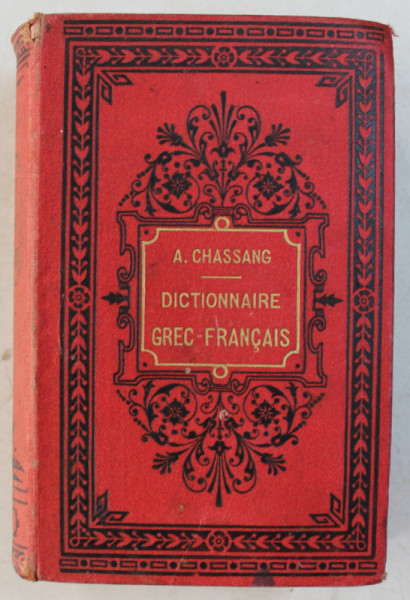 A. CHASSANG
DICTIONNAIRE
GREC-FRANÇAIS